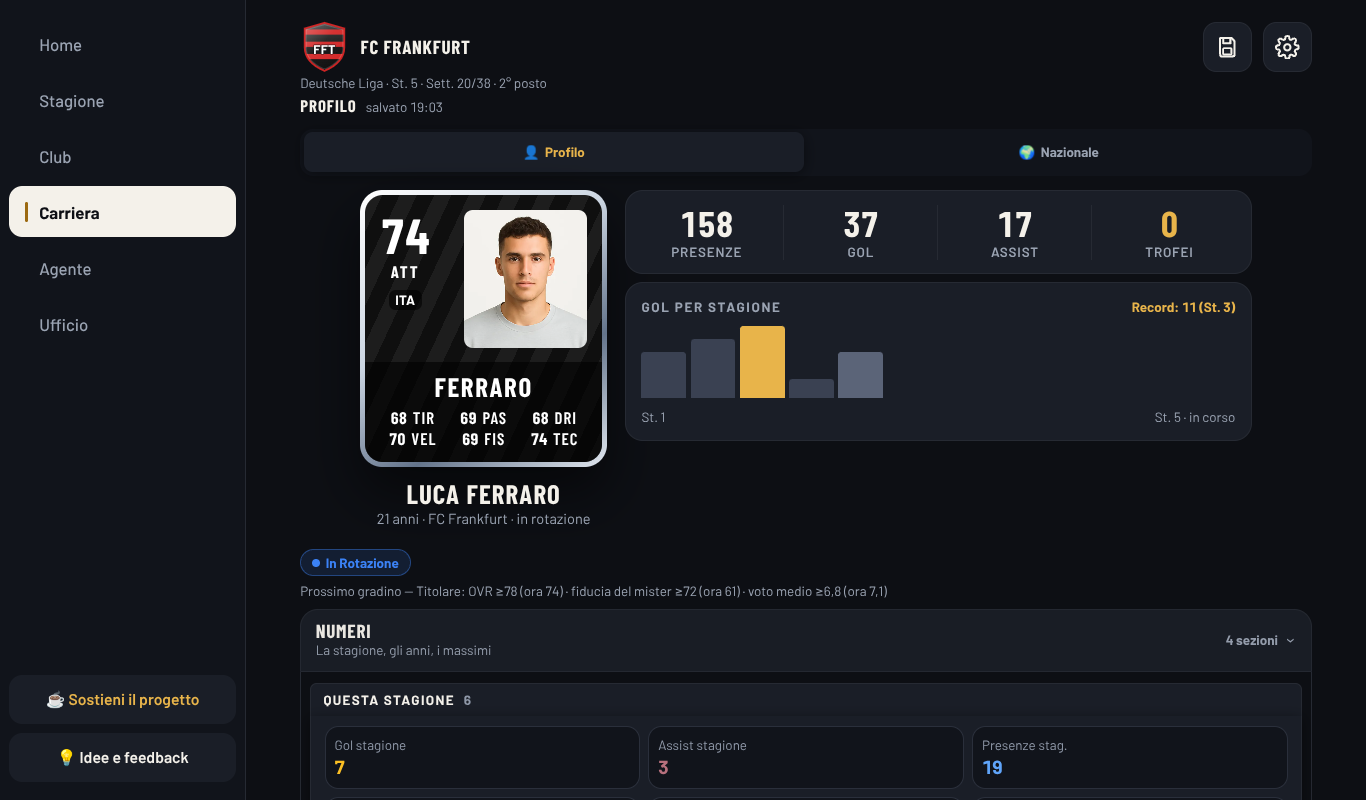 Home
Stagione
Club
Carriera
Agente
Ufficio
☕ Sostieni il progetto
💡 Idee e feedback
FFT
FC FRANKFURT
Deutsche Liga · St. 5 · Sett. 20/38 · 2° posto
PROFILO salvato 19:03
👤 Profilo
🌍 Nazionale
74
ATT
ITA
FERRARO
68 TIR 69 PAS 68 DRI
70 VEL 69 FIS 74 TEC
LUCA FERRARO
21 anni · FC Frankfurt · in rotazione
158
PRESENZE
37
GOL
17
ASSIST
0
TROFEI
GOL PER STAGIONE
Record: 11 (St. 3)
St. 1
St. 5 · in corso
In Rotazione
Prossimo gradino — Titolare: OVR ≥78 (ora 74) · fiducia del mister ≥72 (ora 61) · voto medio ≥6,8 (ora 7,1)
NUMERI
La stagione, gli anni, i massimi
4 sezioni
QUESTA STAGIONE 6
Gol stagione
7
Assist stagione
3
Presenze stag.
19